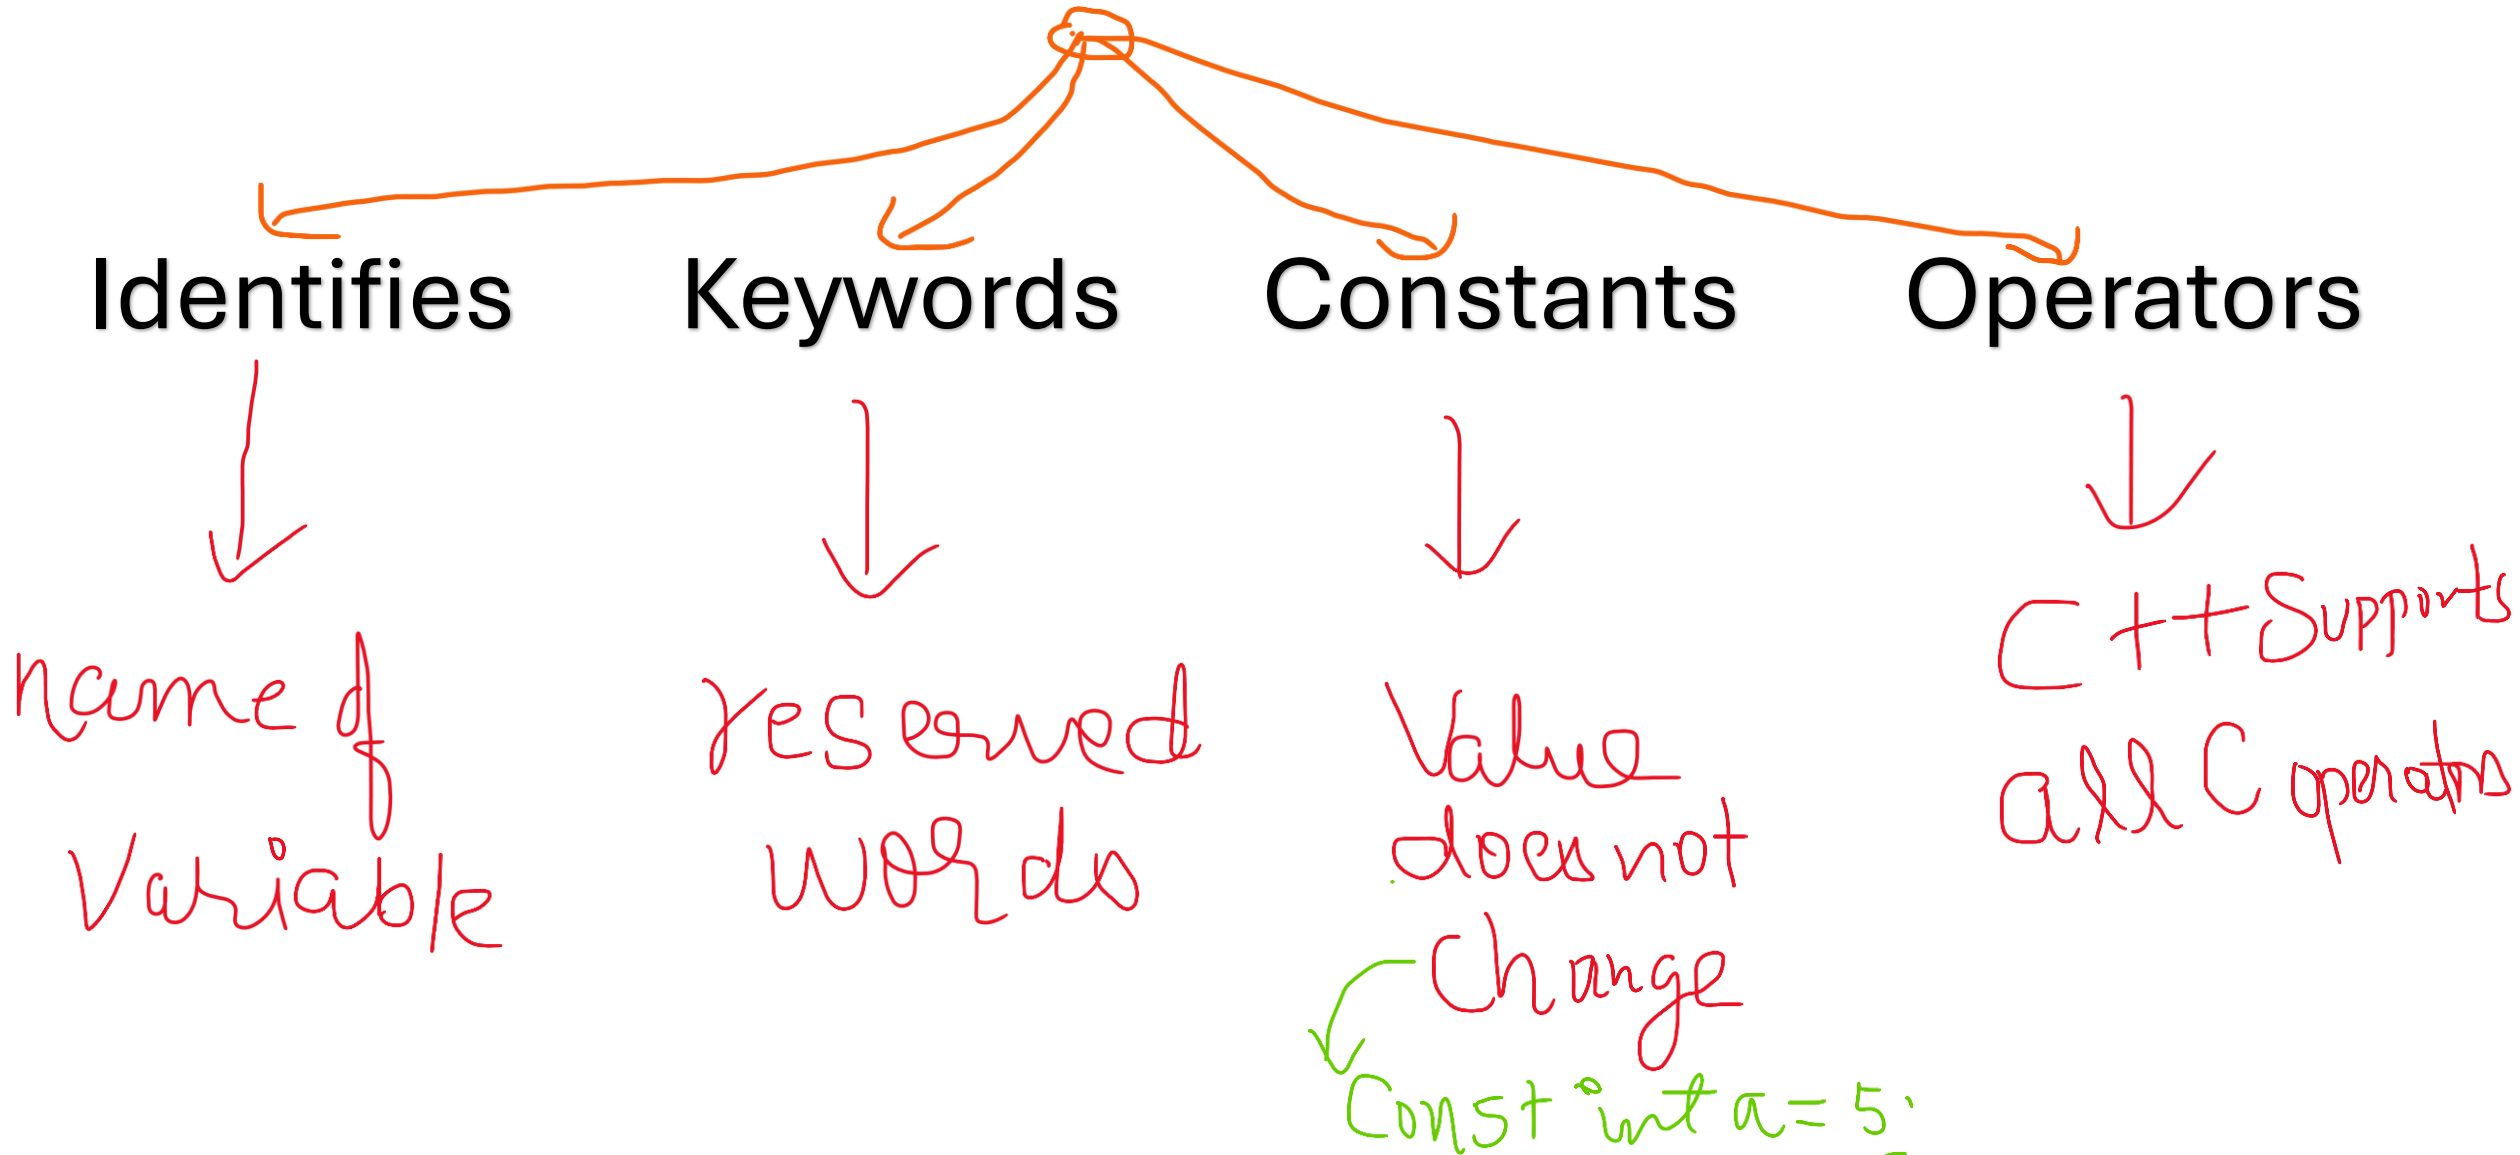 Identifies Keywords Constants Operators
name of
Variable
reserved
words
Value
does not
Change
Const int a = 5;
C++ Supports
all C operators